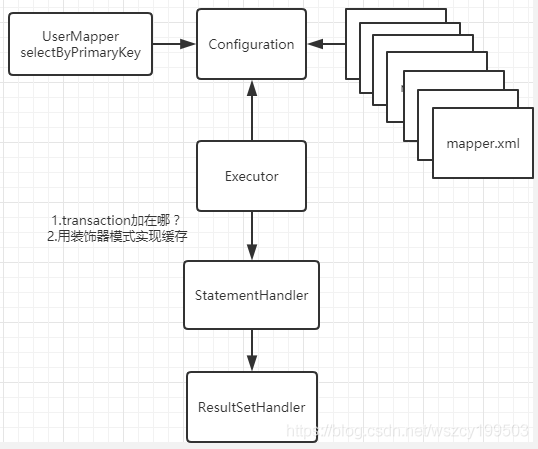 UserMapper
selectByPrimaryKey
Configuration
mapper.xml
Executor
1.transaction加在哪？
2.用装饰器模式实现缓存
StatementHandler
ResultSetHandler
https://blog.csdn.net/wszcy199503